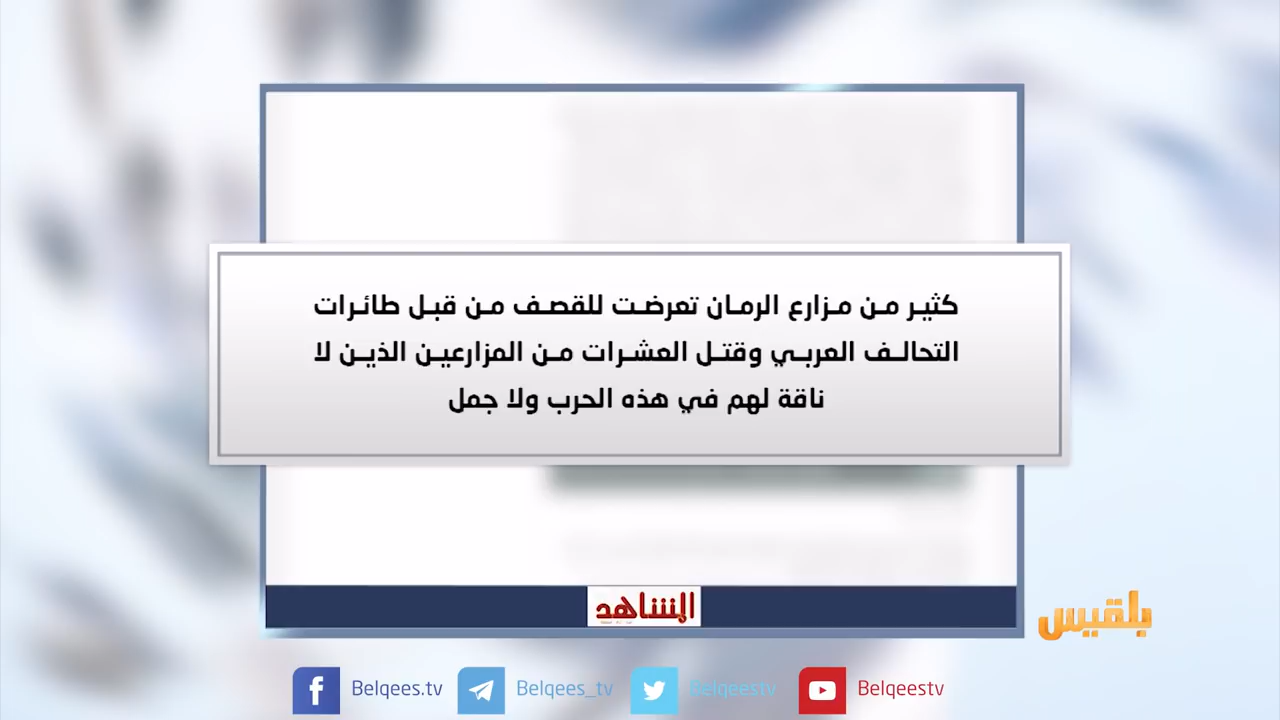 كثير من مزارع الرمان تعرضت للقصف من قبل طائرات
التحالف العربي وقتل العشرات من المزارعين الذين لا
ناقة لهم في هذه الحرب ولا جمل
المشاهد
بلقيس
Belqees.tv
Belqees_tv
Belqeestv
Belqeestv